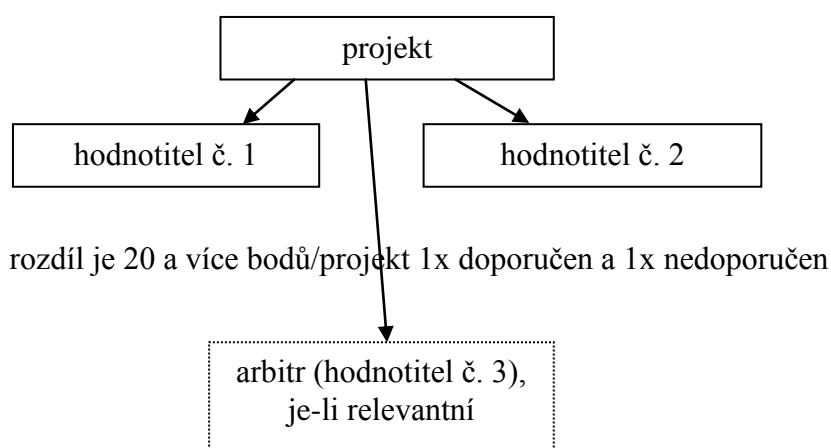 projekt
hodnotitel č. 1
hodnotitel č. 2
rozdíl je 20 a více bodů/projekt 1x doporučen a 1x nedoporučen
arbitr (hodnotitel č. 3),
je-li relevantní